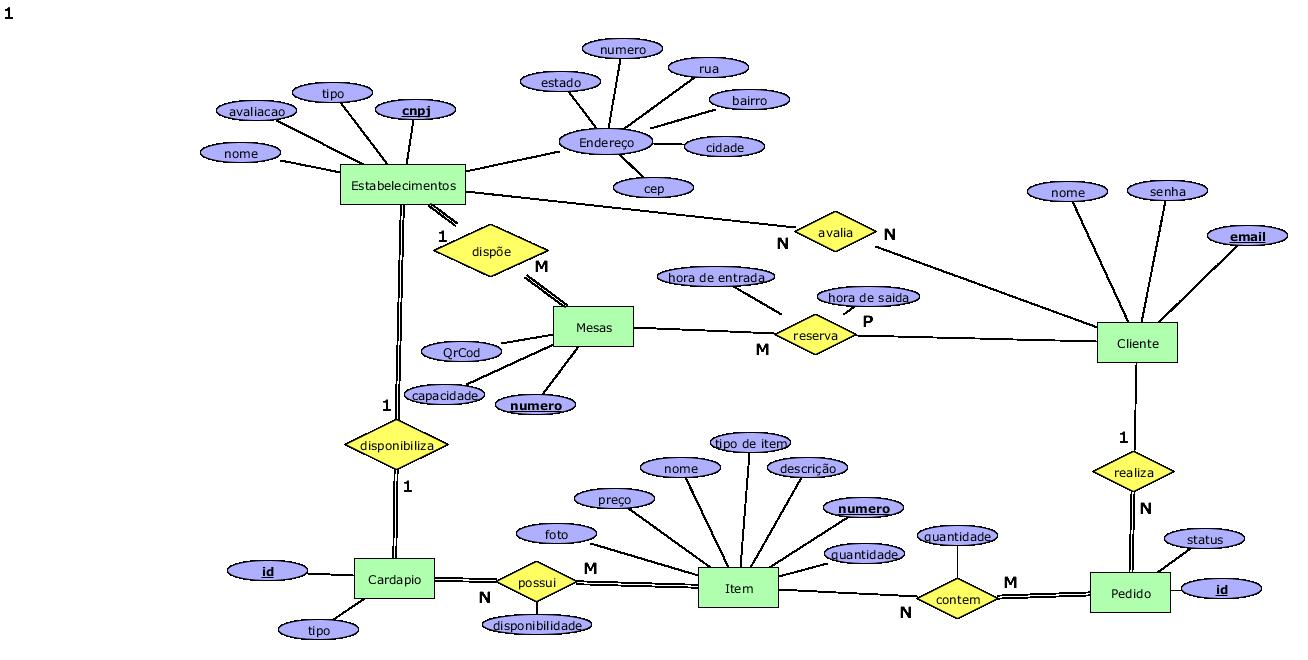 1
numero
rua
estado
tipo
bairro
avaliacao
cnpj
Endereço
cidade
nome
cep
Estabelecimentos
nome
senha
avalia
N
N
email
1
dispõe
M
hora de entrada
hora de saida
P
Mesas
reserva
M
Cliente
QrCod
capacidade
numero
1
disponibiliza
1
1
realiza
N
tipo de item
nome
descrição
preço
numero
foto
quantidade
quantidade
status
id
Cardapio
possui
M
N
Item
contem
M
N
Pedido
id
tipo
disponibilidade